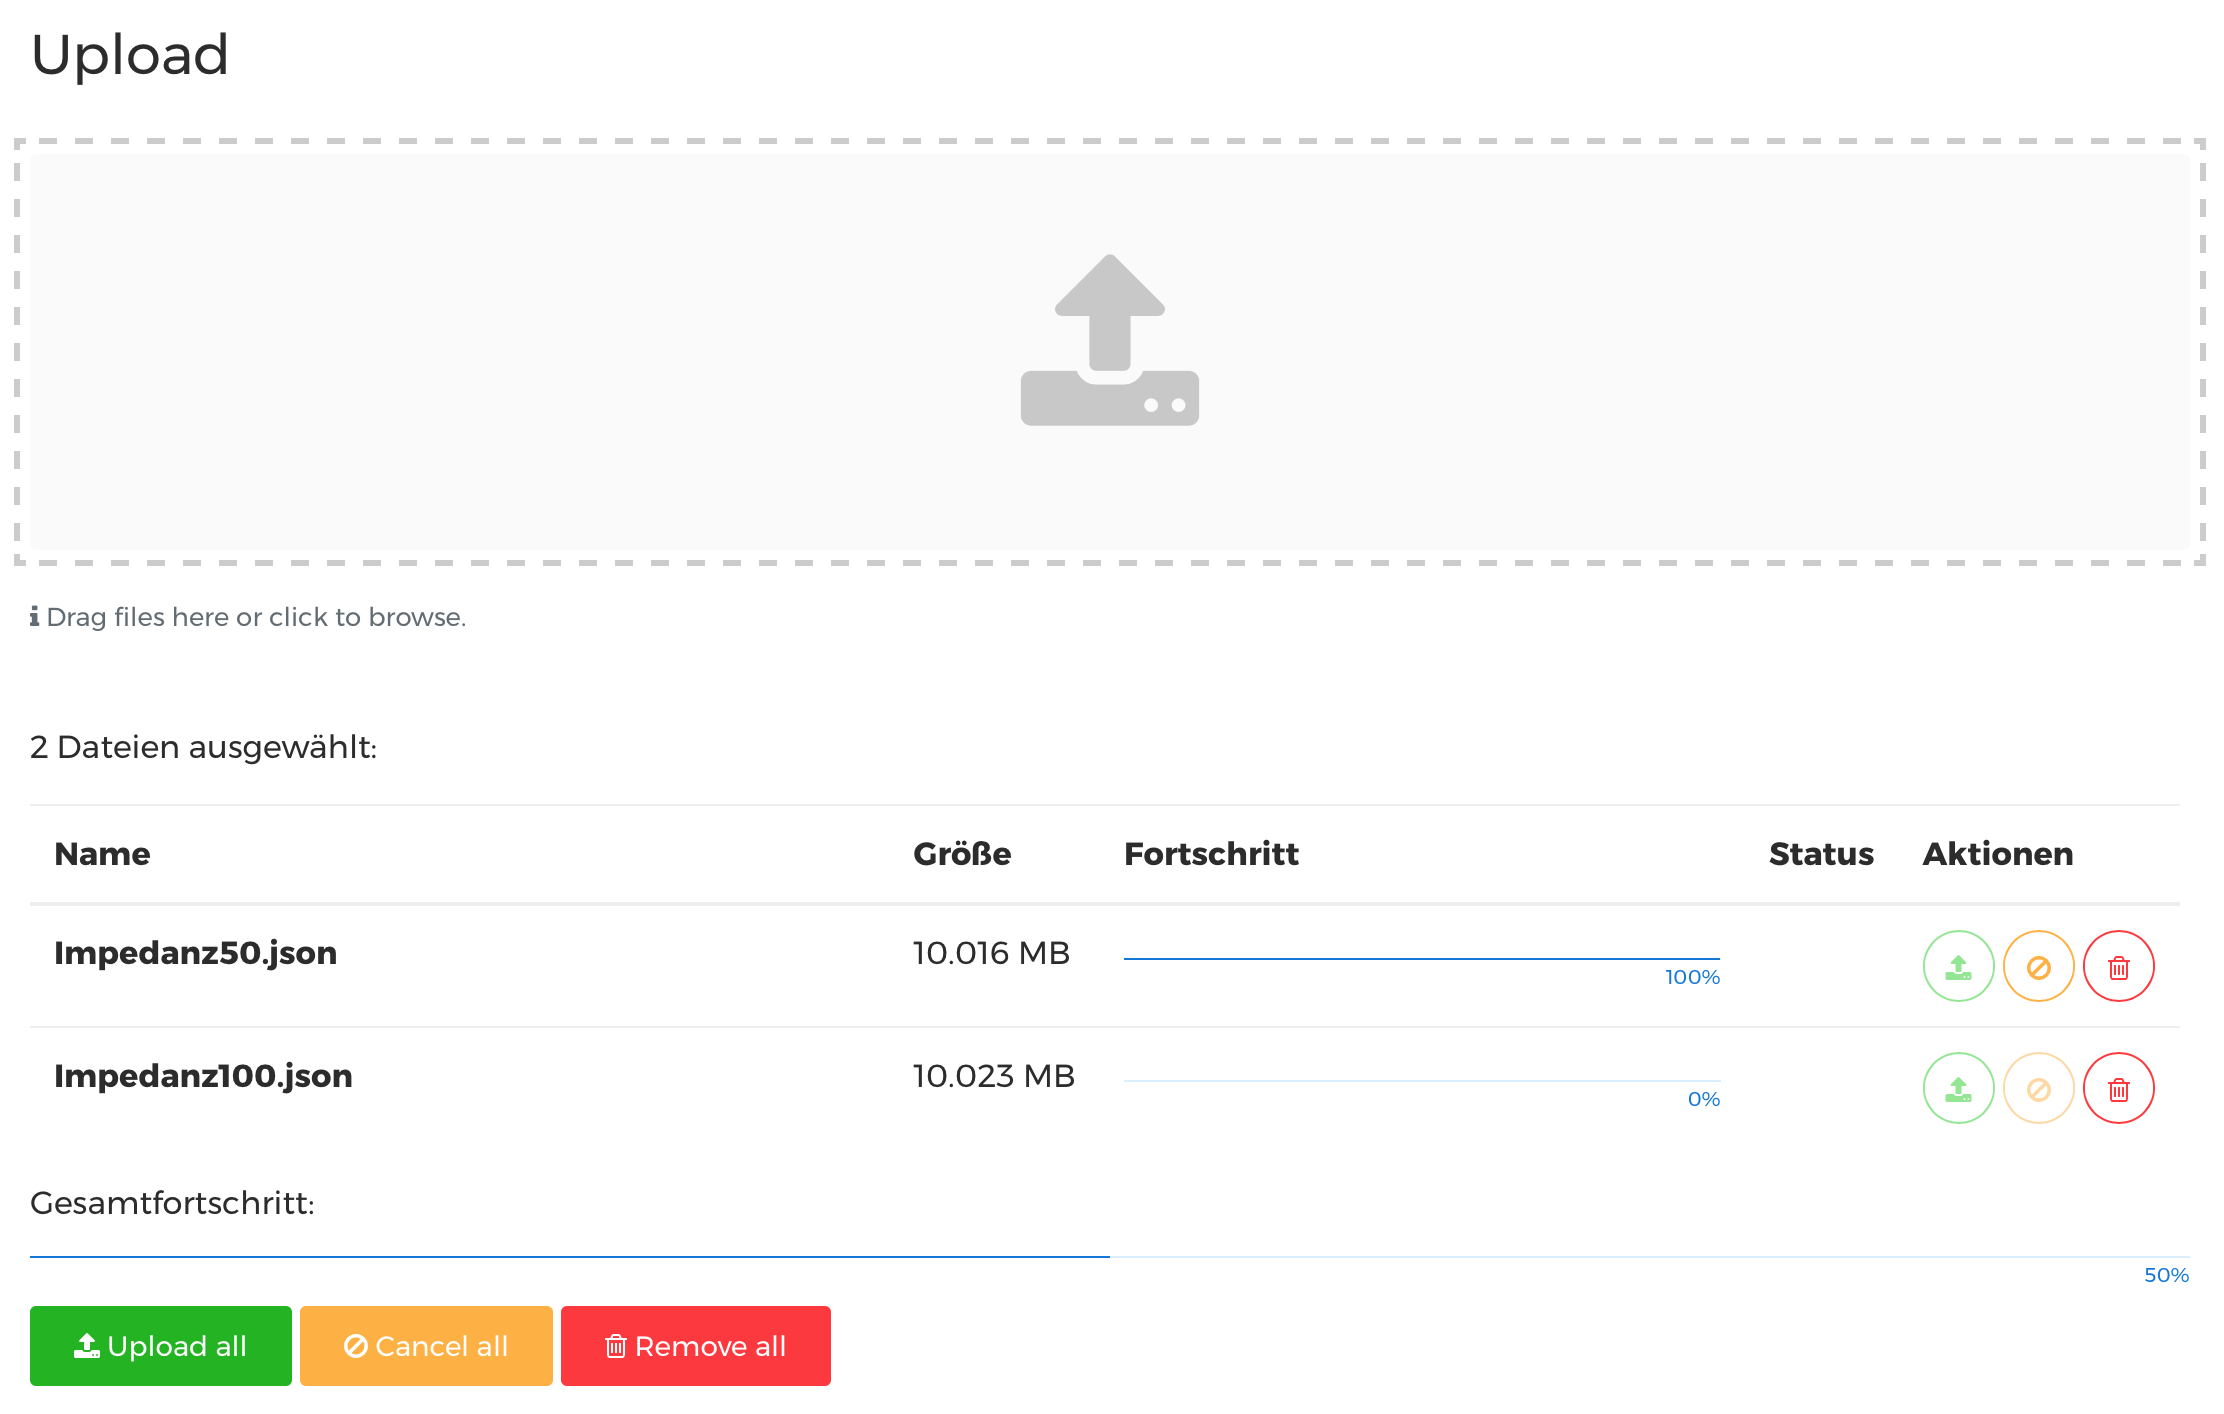 Upload
Drag files here or click to browse.
2 Dateien ausgewählt:
Name Größe Fortschritt Status Aktionen
Impedanz50.json 10.016 MB 100%
Impedanz100.json 10.023 MB 0%
Gesamtfortschritt:
50%
Upload all Cancel all Remove all